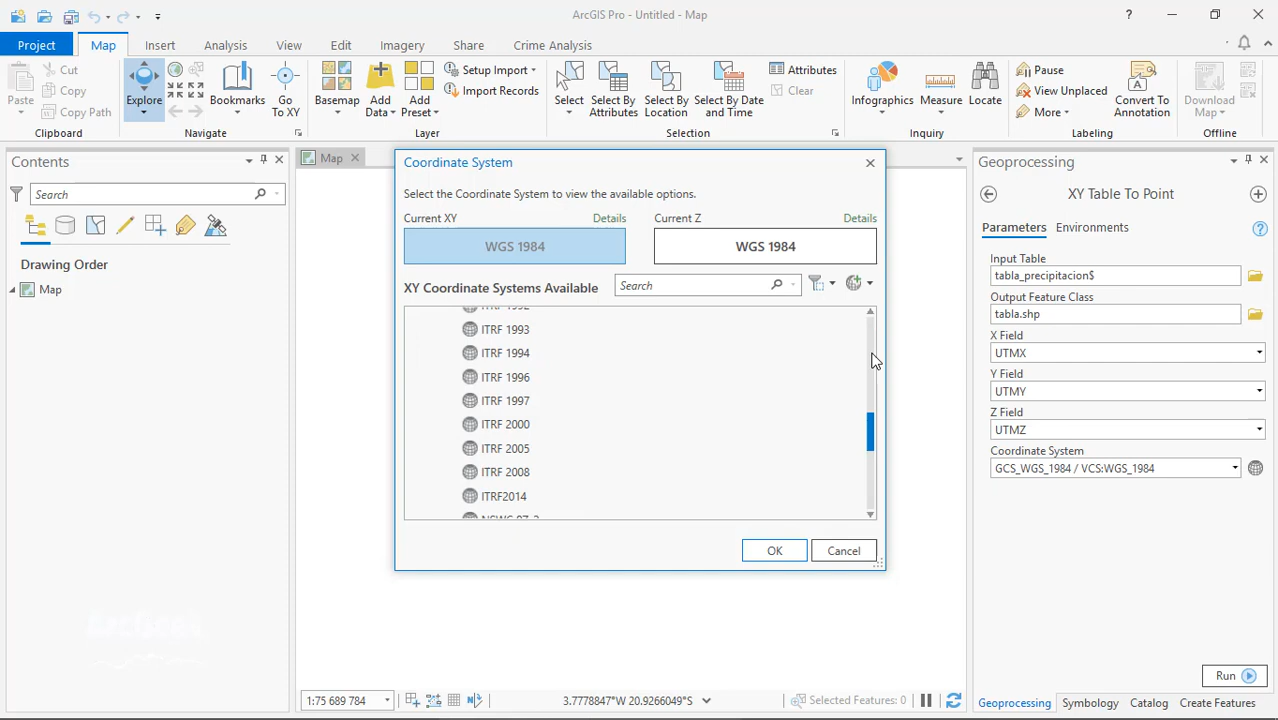 ArcGIS Pro - Untitled - Map
?
Project
Map
Insert
Analysis
View
Edit
Imagery
Share
Crime Analysis
Paste
Cut
Copy
Copy Path
Clipboard
Explore
Bookmarks
Go To XY
Navigate
Basemap
Add Data
Add Preset
Setup Import
Import Records
Layer
Select
Select By Attributes
Select By Location
Select By Date and Time
Attributes
Clear
Selection
Infographics
Measure
Locate
Inquiry
Pause
View Unplaced
More
Convert To Annotation
Labeling
Download Map
Offline
Contents
Search
Drawing Order
Map
Map
Coordinate System
Select the Coordinate System to view the available options.
Current XY
Details
Current Z
Details
WGS 1984
WGS 1984
XY Coordinate Systems Available
Search
ITRF 1992
ITRF 1993
ITRF 1994
ITRF 1996
ITRF 1997
ITRF 2000
ITRF 2005
ITRF 2008
ITRF2014
OK
Cancel
Geoprocessing
XY Table To Point
Parameters
Environments
?
Input Table
tabla_precipitacion$
Output Feature Class
tabla.shp
X Field
UTMX
Y Field
UTMY
Z Field
UTMZ
Coordinate System
GCS_WGS_1984 / VCS:WGS_1984
Run
1:75 689 784
3.7778847°W 20.9266049°S
Selected Features: 0
Geoprocessing
Symbology
Catalog
Create Features